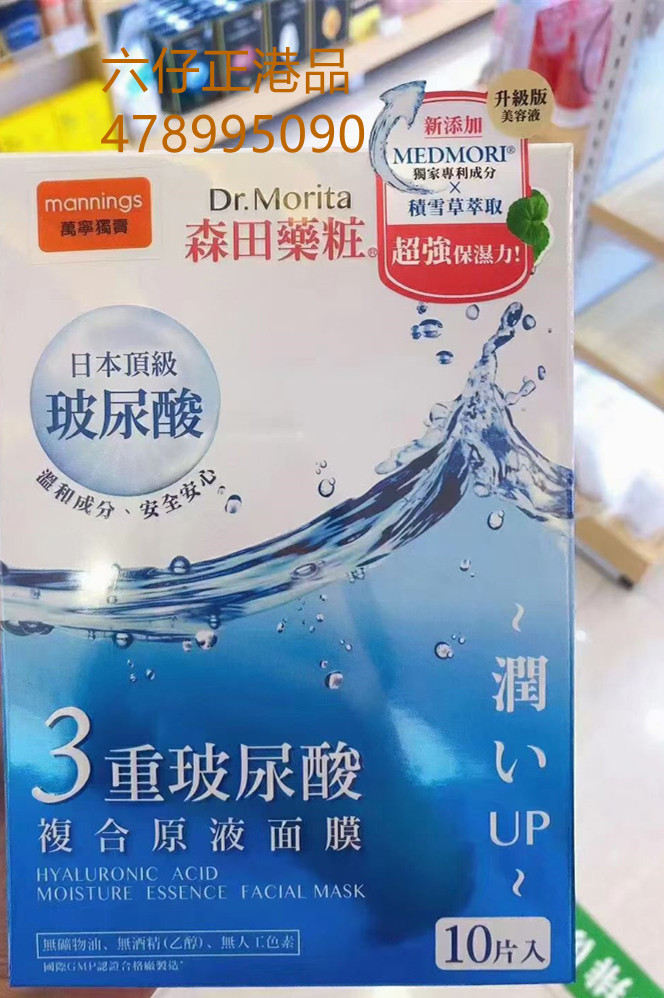 六仔正港品
478995090
升級版
美容液
新添加
MEDMORI®
獨家專利成分
×
積雪草萃取
超強保濕力!
mannings
萬寧獨賣
Dr.Morita
森田藥粧®
日本頂級
玻尿酸
溫和成分、安全安心
~潤いUP~
3重玻尿酸
複合原液面膜
HYALURONIC ACID
MOISTURE ESSENCE FACIAL MASK
無礦物油、無酒精(乙醇)、無人工色素
國際GMP認證合格廠製造*
10片入